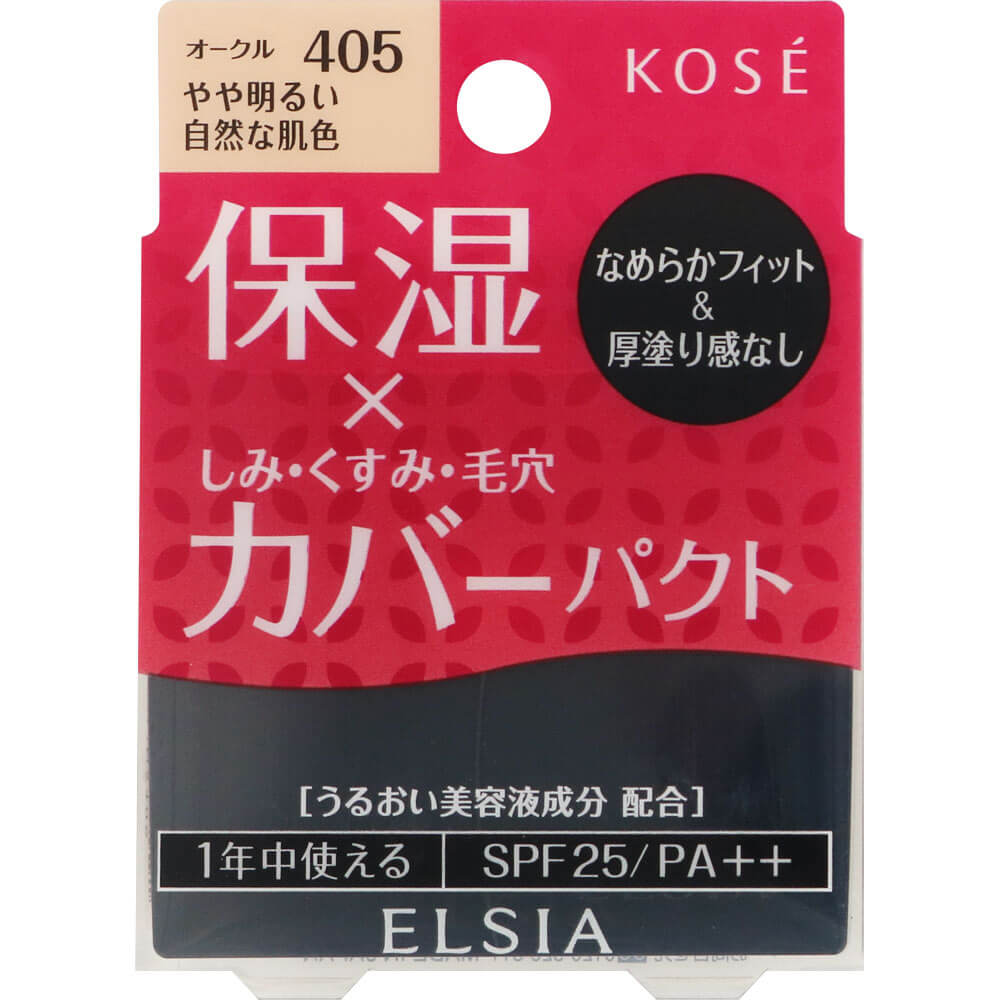 オークル 405
やや明るい
自然な肌色
KOSÉ
保湿
×
しみ・くすみ・毛穴
カバーパクト
なめらかフィット
&
厚塗り感なし
[うるおい美容液成分 配合]
1年中使える
SPF25/PA++
ELSIA